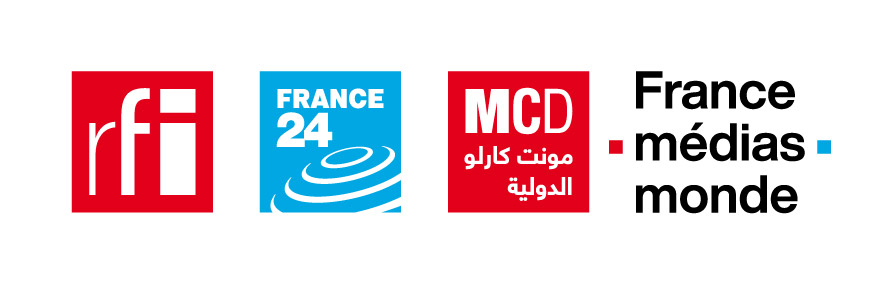 rfi
FRANCE
24
MCD
مونت كارلو
الدولية
France
médias
monde